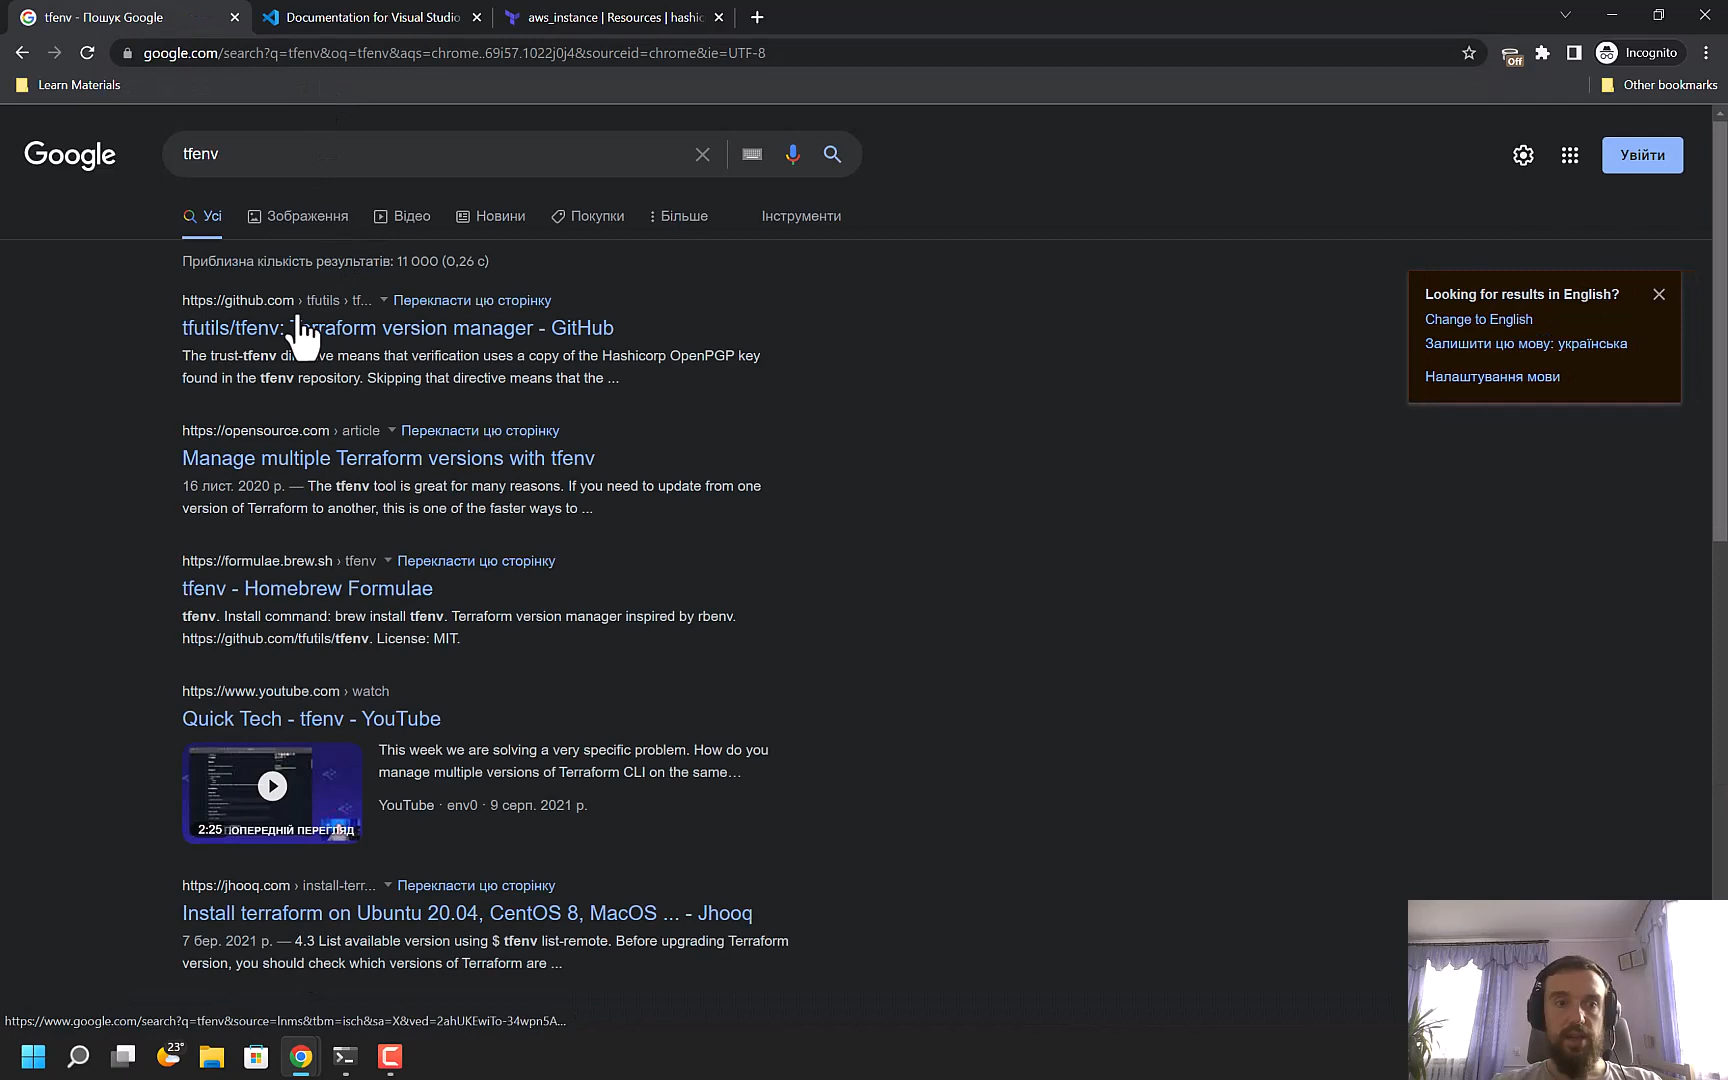 tfenv - Пошук Google
Documentation for Visual Studio
aws_instance | Resources | hashic
google.com/search?q=tfenv&oq=tfenv&aqs=chrome..69i57.1022j0j4&sourceid=chrome&ie=UTF-8
Off
Incognito
Learn Materials
Other bookmarks
Google
tfenv
Увійти
Усі
Зображення
Відео
Новини
Покупки
Більше
Інструменти
Приблизна кількість результатів: 11 000 (0,26 с)
https://github.com › tfutils › tf... Перекласти цю сторінку
tfutils/tfenv: Terraform version manager - GitHub
The trust-tfenv directive means that verification uses a copy of the Hashicorp OpenPGP key
found in the tfenv repository. Skipping that directive means that the ...
Looking for results in English?
Change to English
Залишити цю мову: українська
Налаштування мови
https://opensource.com › article Перекласти цю сторінку
Manage multiple Terraform versions with tfenv
16 лист. 2020 р. — The tfenv tool is great for many reasons. If you need to update from one
version of Terraform to another, this is one of the faster ways to ...
https://formulae.brew.sh › tfenv Перекласти цю сторінку
tfenv - Homebrew Formulae
tfenv. Install command: brew install tfenv. Terraform version manager inspired by rbenv.
https://github.com/tfutils/tfenv. License: MIT.
https://www.youtube.com › watch
Quick Tech - tfenv - YouTube
This week we are solving a very specific problem. How do you
manage multiple versions of Terraform CLI on the same…
YouTube · env0 · 9 серп. 2021 р.
2:25 ПОПЕРЕДНІЙ ПЕРЕГЛЯД
https://jhooq.com › install-terr... Перекласти цю сторінку
Install terraform on Ubuntu 20.04, CentOS 8, MacOS ... - Jhooq
7 бер. 2021 р. — 4.3 List available version using $ tfenv list-remote. Before upgrading Terraform
version, you should check which versions of Terraform are ...
https://www.google.com/search?q=tfenv&source=lnms&tbm=isch&sa=X&ved=2ahUKEwiTo-34wpn5A...
23°